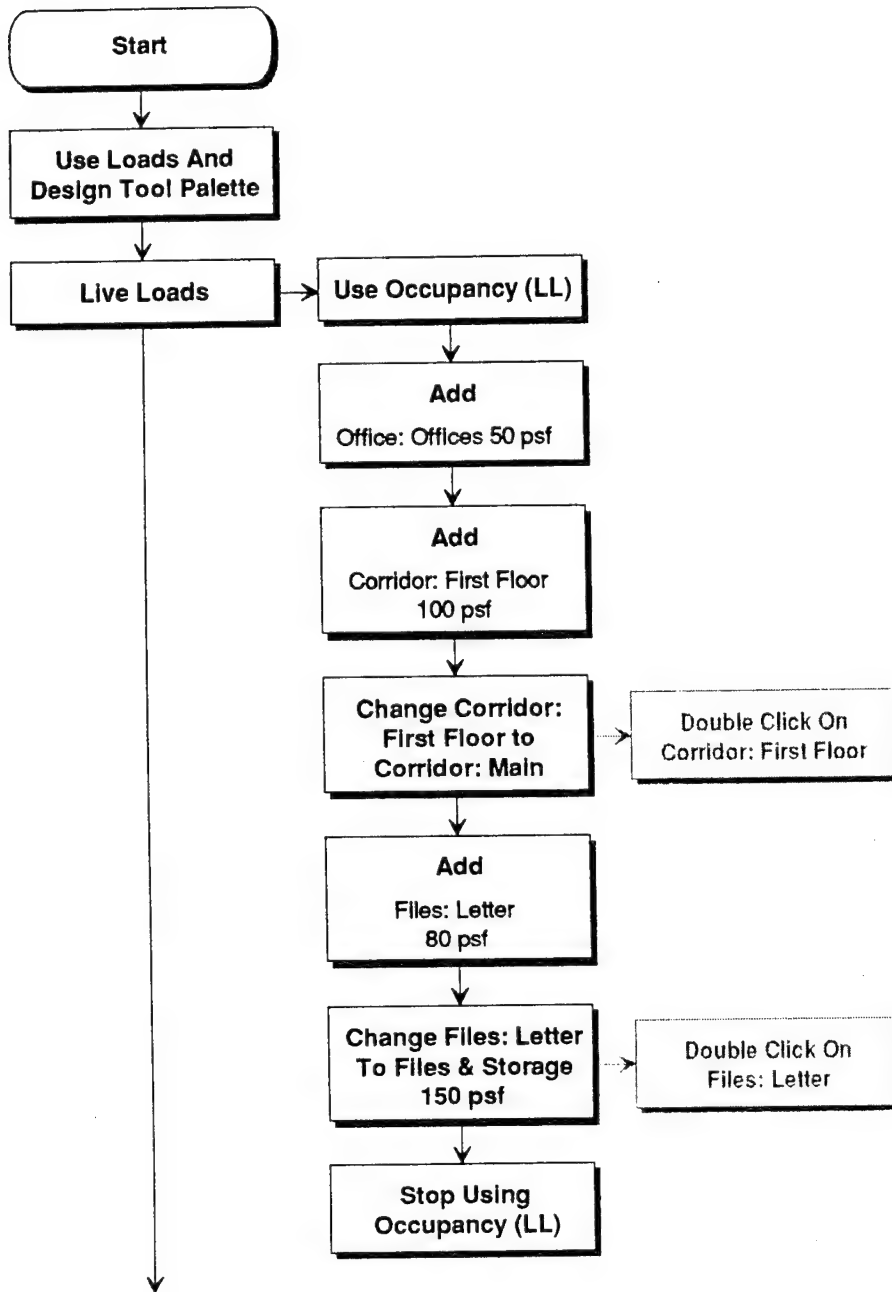 Start
Use Loads And
Design Tool Palette
Live Loads
Use Occupancy (LL)
Add
Office: Offices 50 psf
Add
Corridor: First Floor
100 psf
Change Corridor:
First Floor to
Corridor: Main
Double Click On
Corridor: First Floor
Add
Files: Letter
80 psf
Change Files: Letter
To Files & Storage
150 psf
Double Click On
Files: Letter
Stop Using
Occupancy (LL)